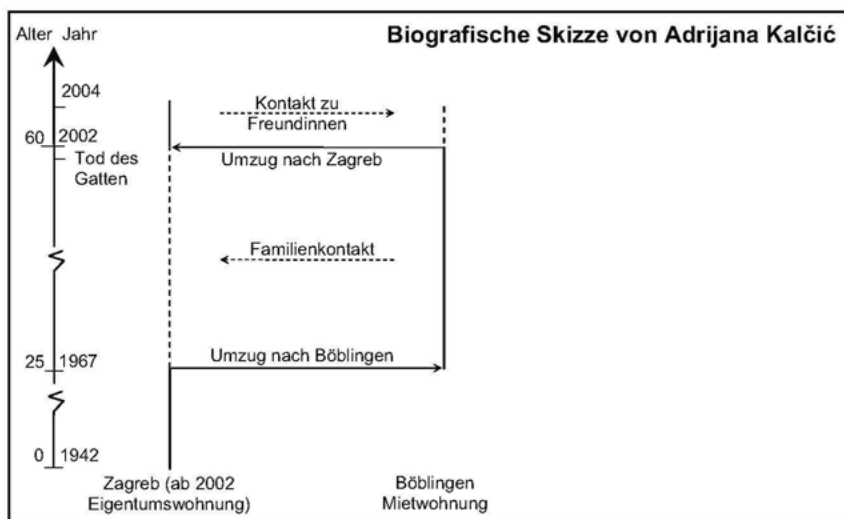 Biografische Skizze von Adrijana Kalčić
Alter Jahr
2004
Kontakt zu
Freundinnen
60 2002
Umzug nach Zagreb
Tod des
Gatten
Familienkontakt
Umzug nach Böblingen
25 1967
0 1942
Zagreb (ab 2002
Eigentumswohnung)
Böblingen
Mietwohnung